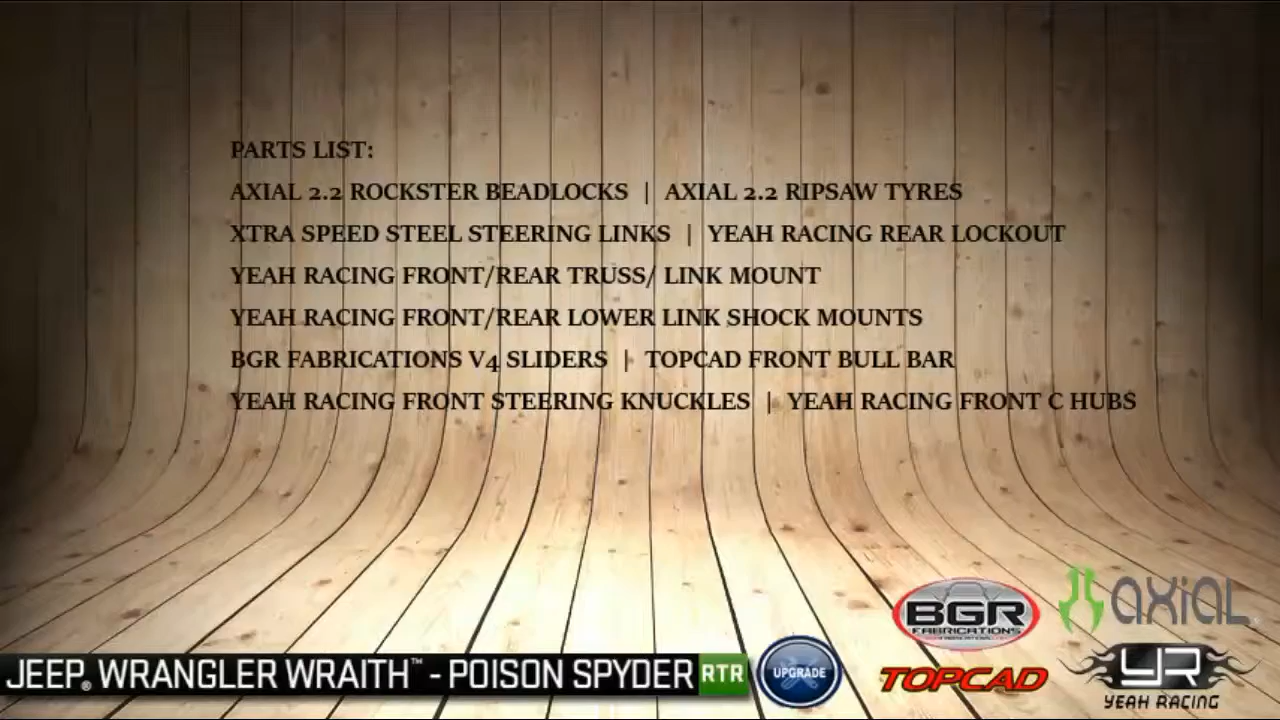 PARTS LIST:
AXIAL 2.2 ROCKSTER BEADLOCKS | AXIAL 2.2 RIPSAW TYRES
XTRA SPEED STEEL STEERING LINKS | YEAH RACING REAR LOCKOUT
YEAH RACING FRONT/REAR TRUSS/ LINK MOUNT
YEAH RACING FRONT/REAR LOWER LINK SHOCK MOUNTS
BGR FABRICATIONS V4 SLIDERS | TOPCAD FRONT BULL BAR
YEAH RACING FRONT STEERING KNUCKLES | YEAH RACING FRONT C HUBS
BGR
FABRICATIONS
AXIAL
JEEP® WRANGLER WRAITH™ - POISON SPYDER RTR
UPGRADE
TOPCAD
YR
YEAH RACING